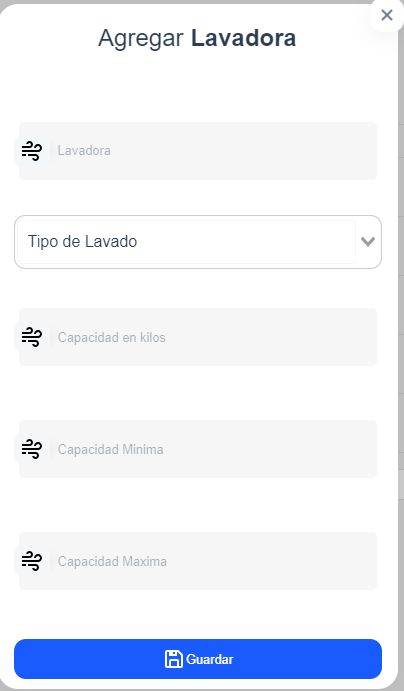 Agregar Lavadora
Lavadora
Tipo de Lavado
Capacidad en kilos
Capacidad Minima
Capacidad Maxima
Guardar